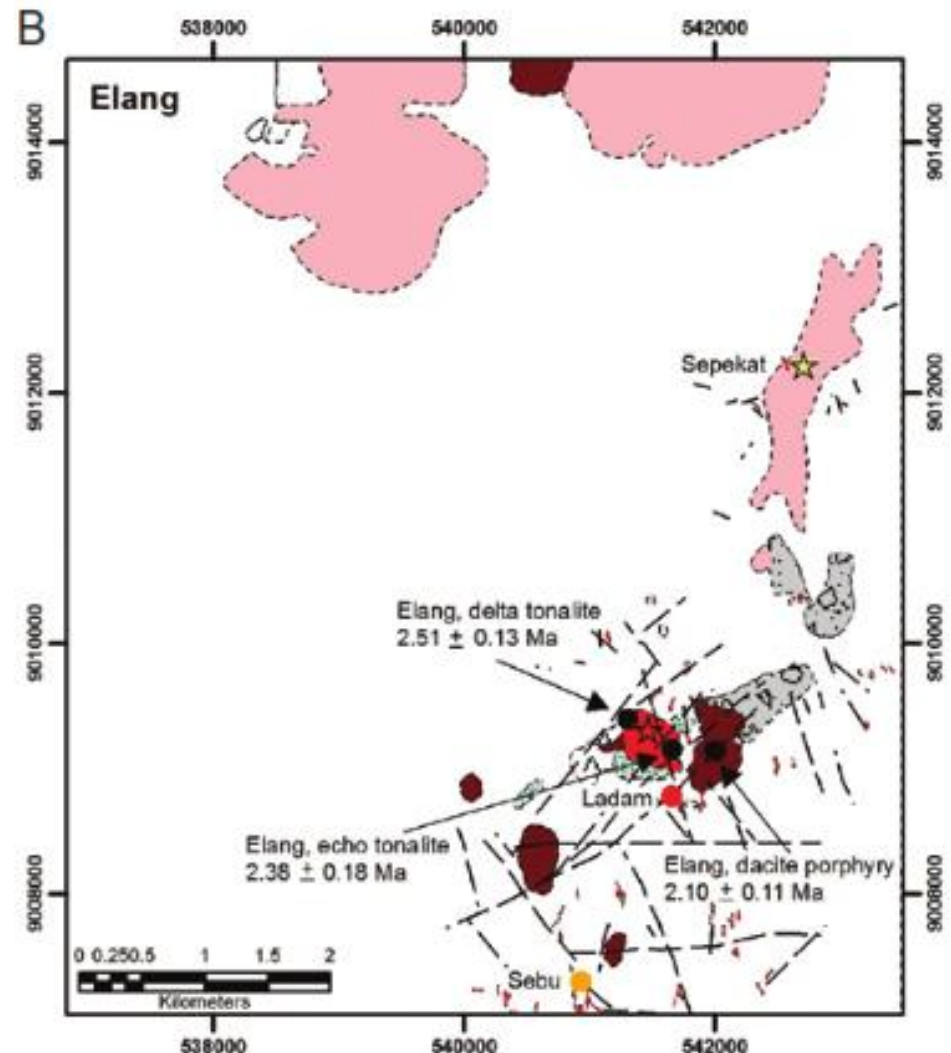 B
538000 540000 542000
Elang
9014000 9014000
Sepekat
9012000 9012000
Elang, delta tonalite
2.51 ± 0.13 Ma
9010000 9010000
Ladam
Elang, echo tonalite
2.38 ± 0.18 Ma
Elang, dacite porphyry
2.10 ± 0.11 Ma
9008000 9008000
0 0.25 0.5 1 1.5 2
Kilometers
Sebu
538000 540000 542000